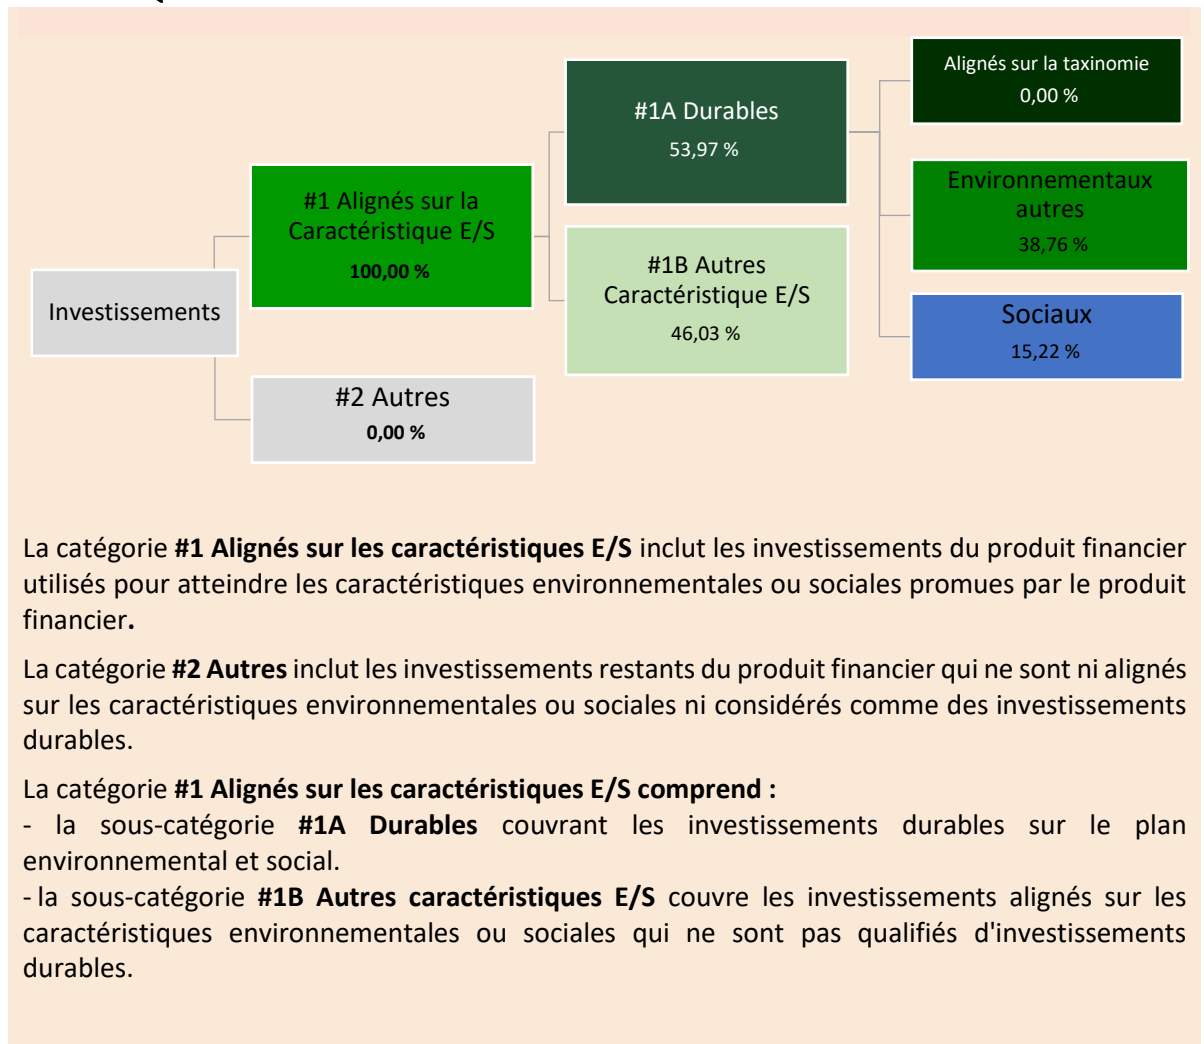 Investissements
#1 Alignés sur la
Caractéristique E/S
100,00 %
#2 Autres
0,00 %
#1A Durables
53,97 %
#1B Autres
Caractéristique E/S
46,03 %
Alignés sur la taxinomie
0,00 %
Environnementaux
autres
38,76 %
Sociaux
15,22 %
La catégorie #1 Alignés sur les caractéristiques E/S inclut les investissements du produit financier
utilisés pour atteindre les caractéristiques environnementales ou sociales promues par le produit
financier.
La catégorie #2 Autres inclut les investissements restants du produit financier qui ne sont ni alignés
sur les caractéristiques environnementales ou sociales ni considérés comme des investissements
durables.
La catégorie #1 Alignés sur les caractéristiques E/S comprend :
- la sous-catégorie #1A Durables couvrant les investissements durables sur le plan
environnemental et social.
- la sous-catégorie #1B Autres caractéristiques E/S couvre les investissements alignés sur les
caractéristiques environnementales ou sociales qui ne sont pas qualifiés d'investissements
durables.